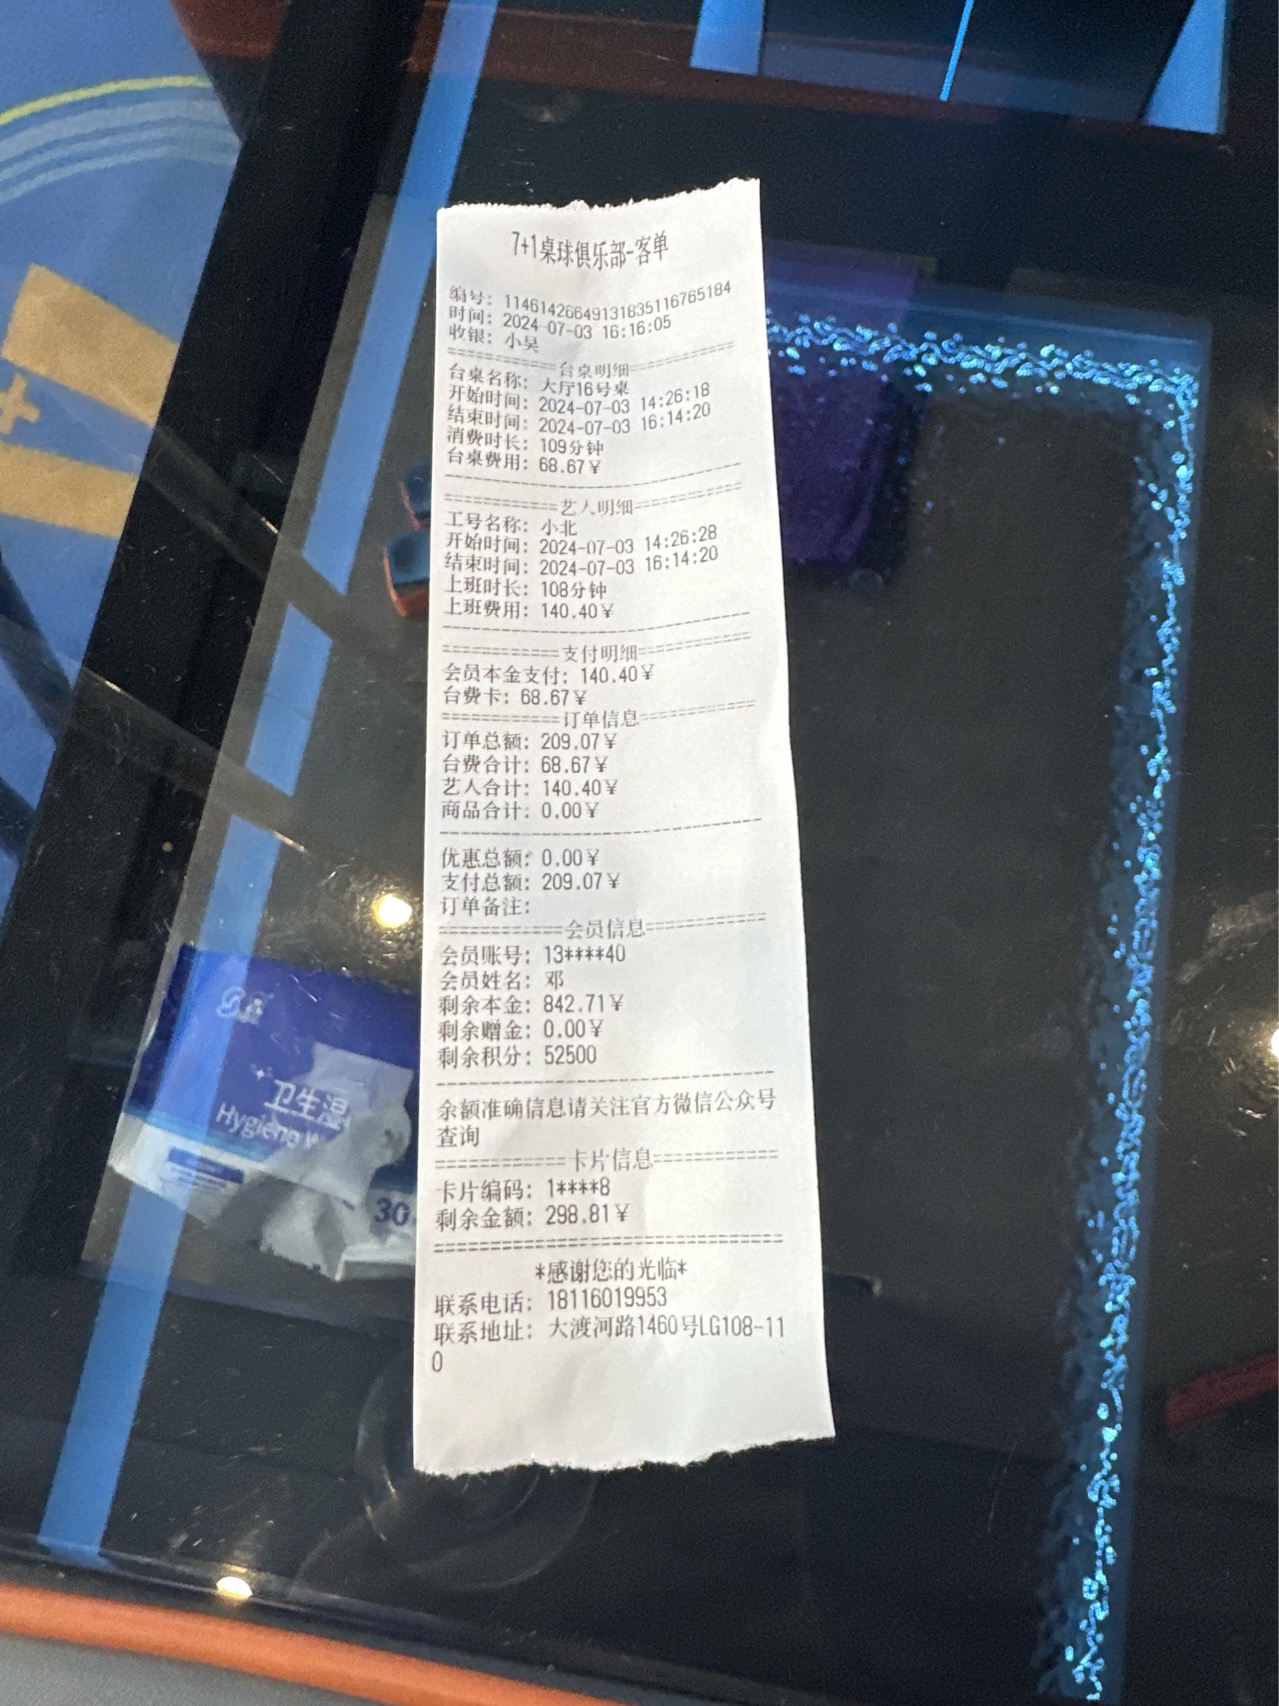 7+1桌球俱乐部-客单
编号: 11461426649131835116765184
时间: 2024-07-03 16:16:05
收银: 小吴
===========台桌明细===========
台桌名称: 大厅16号桌
开始时间: 2024-07-03 14:26:18
结束时间: 2024-07-03 16:14:20
消费时长: 109分钟
台桌费用: 68.67¥
===========艺人明细===========
工号名称: 小北
开始时间: 2024-07-03 14:26:28
结束时间: 2024-07-03 16:14:20
上班时长: 108分钟
上班费用: 140.40¥
===========支付明细===========
会员本金支付: 140.40¥
台费卡: 68.67¥
===========订单信息===========
订单总额: 209.07¥
台费合计: 68.67¥
艺人合计: 140.40¥
商品合计: 0.00¥
优惠总额: 0.00¥
支付总额: 209.07¥
订单备注:
===========会员信息===========
会员账号: 13****40
会员姓名: 邓
剩余本金: 842.71¥
剩余赠金: 0.00¥
剩余积分: 52500
余额准确信息请关注官方微信公众号
查询
===========卡片信息===========
卡片编码: 1****8
剩余金额: 298.81¥
*感谢您的光临*
联系电话: 18116019953
联系地址: 大渡河路1460号LG108-11
0
卫生湿
Hygiene
30